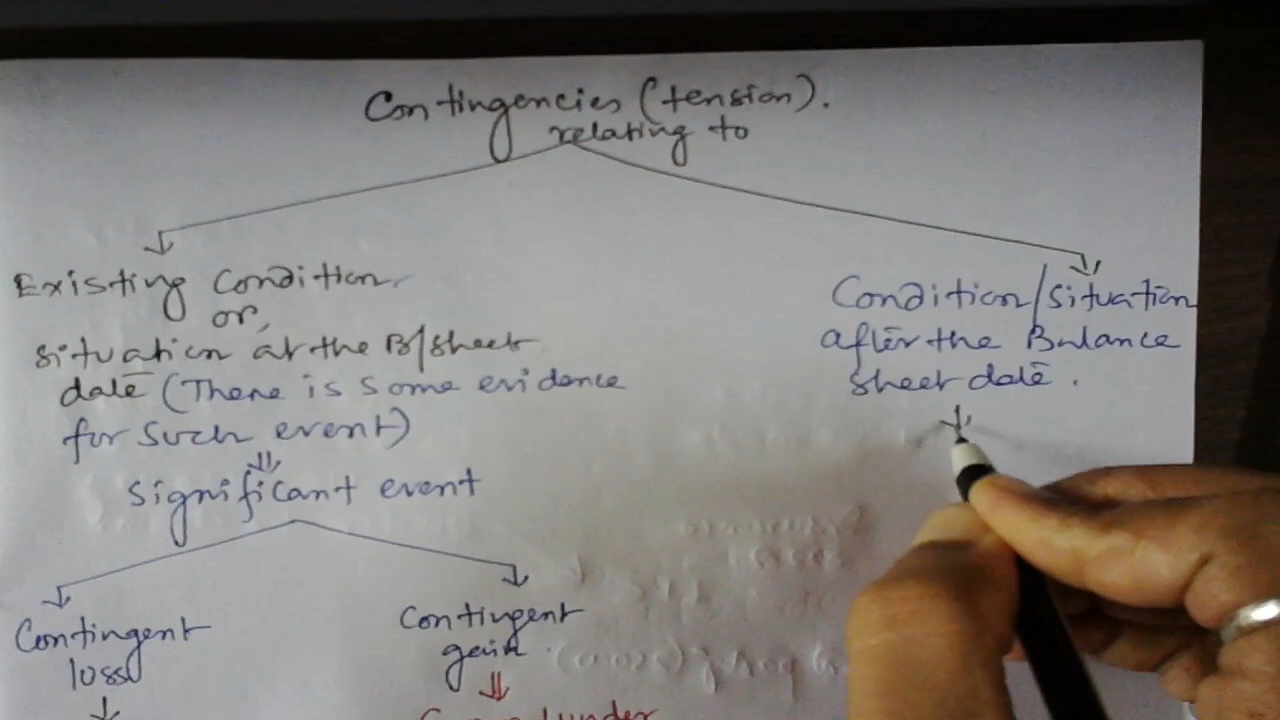 Contingencies (tension).
relating to
Existing Condition
or,
situation at the B/sheet
date (There is some evidence
for such event)
significant event
Contingent
loss
Contingent
gain
under
Condition/situation
after the Balance
sheet date.